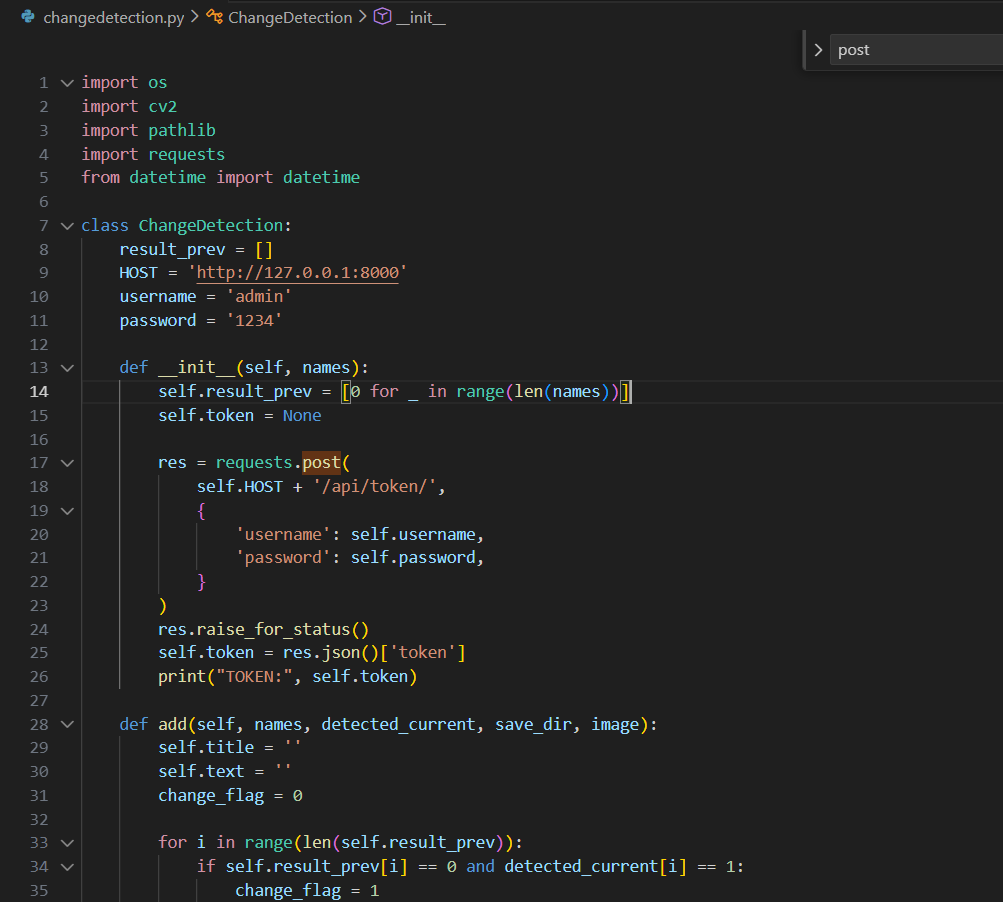 changedetection.py > ChangeDetection > __init__
> post
1 import os
2 import cv2
3 import pathlib
4 import requests
5 from datetime import datetime
6
7 class ChangeDetection:
8     result_prev = []
9     HOST = 'http://127.0.0.1:8000'
10     username = 'admin'
11     password = '1234'
12
13     def __init__(self, names):
14         self.result_prev = [0 for _ in range(len(names))]
15         self.token = None
16
17         res = requests.post(
18             self.HOST + '/api/token/',
19             {
20                 'username': self.username,
21                 'password': self.password,
22             }
23         )
24         res.raise_for_status()
25         self.token = res.json()['token']
26         print("TOKEN:", self.token)
27
28     def add(self, names, detected_current, save_dir, image):
29         self.title = ''
30         self.text = ''
31         change_flag = 0
32
33         for i in range(len(self.result_prev)):
34             if self.result_prev[i] == 0 and detected_current[i] == 1:
35                 change_flag = 1